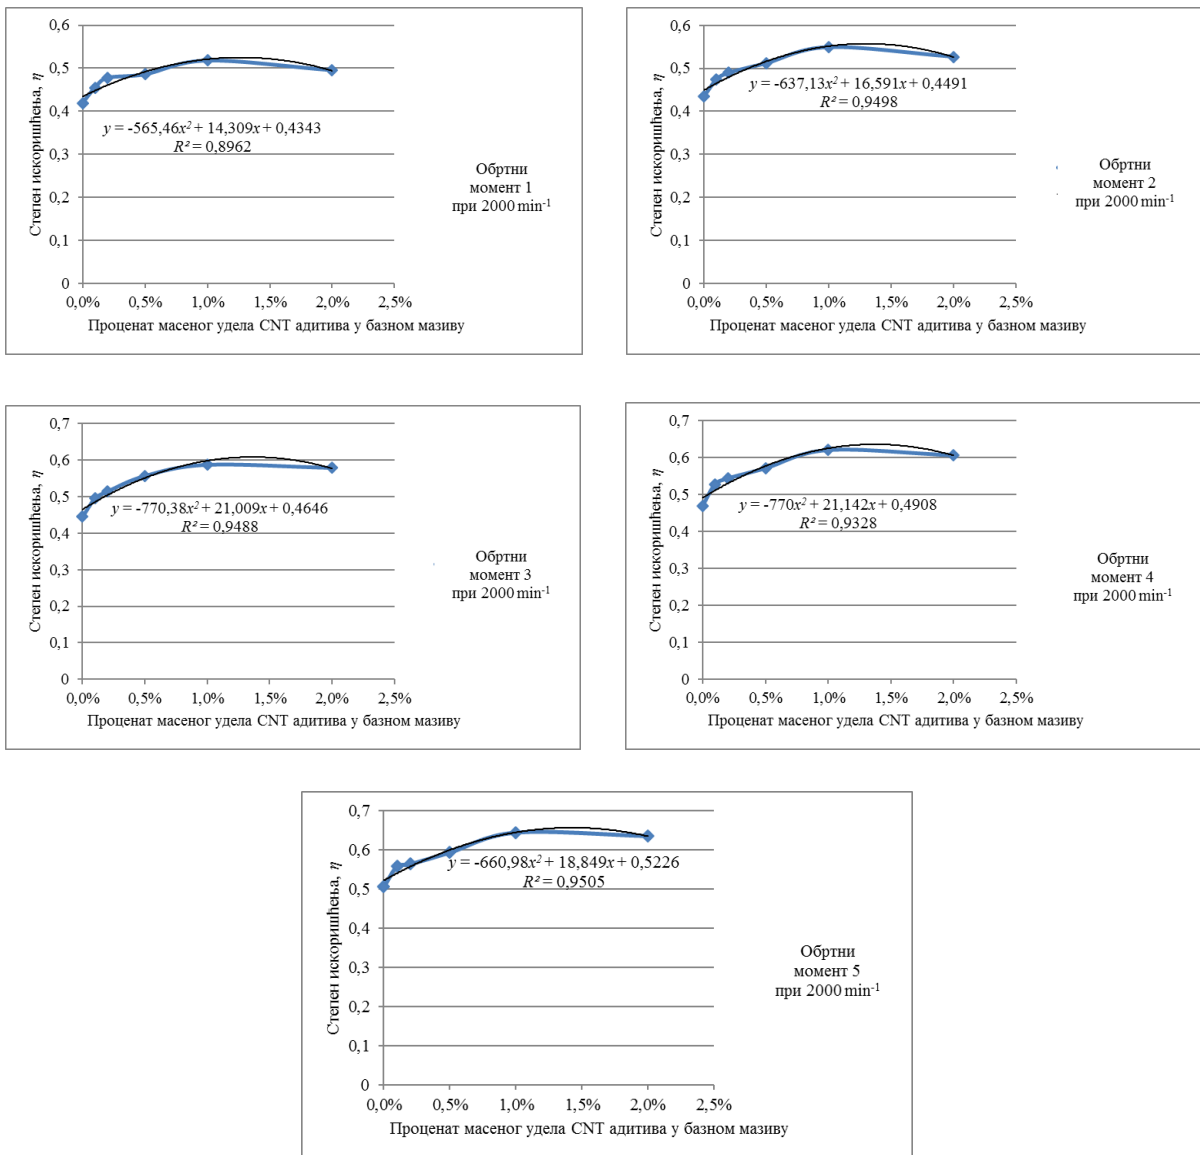 0,6
0,5
0,4
0,3
0,2
0,1
0
Степен искоришћења, η
y = -565,46x² + 14,309x + 0,4343
R² = 0,8962
0,0% 0,5% 1,0% 1,5% 2,0% 2,5%
Проценат масеног удела CNT адитива у базном мазиву
Обртни
момент 1
при 2000 min⁻¹
0,6
0,5
0,4
0,3
0,2
0,1
0
Степен искоришћења, η
y = -637,13x² + 16,591x + 0,4491
R² = 0,9498
0,0% 0,5% 1,0% 1,5% 2,0% 2,5%
Проценат масеног удела CNT адитива у базном мазиву
Обртни
момент 2
при 2000 min⁻¹
0,7
0,6
0,5
0,4
0,3
0,2
0,1
0
Степен искоришћења, η
y = -770,38x² + 21,009x + 0,4646
R² = 0,9488
0,0% 0,5% 1,0% 1,5% 2,0% 2,5%
Проценат масеног удела CNT адитива у базном мазиву
Обртни
момент 3
при 2000 min⁻¹
0,7
0,6
0,5
0,4
0,3
0,2
0,1
0
Степен искоришћења, η
y = -770x² + 21,142x + 0,4908
R² = 0,9328
0,0% 0,5% 1,0% 1,5% 2,0% 2,5%
Проценат масеног удела CNT адитива у базном мазиву
Обртни
момент 4
при 2000 min⁻¹
0,7
0,6
0,5
0,4
0,3
0,2
0,1
0
Степен искоришћења, η
y = -660,98x² + 18,849x + 0,5226
R² = 0,9505
0,0% 0,5% 1,0% 1,5% 2,0% 2,5%
Проценат масеног удела CNT адитива у базном мазиву
Обртни
момент 5
при 2000 min⁻¹